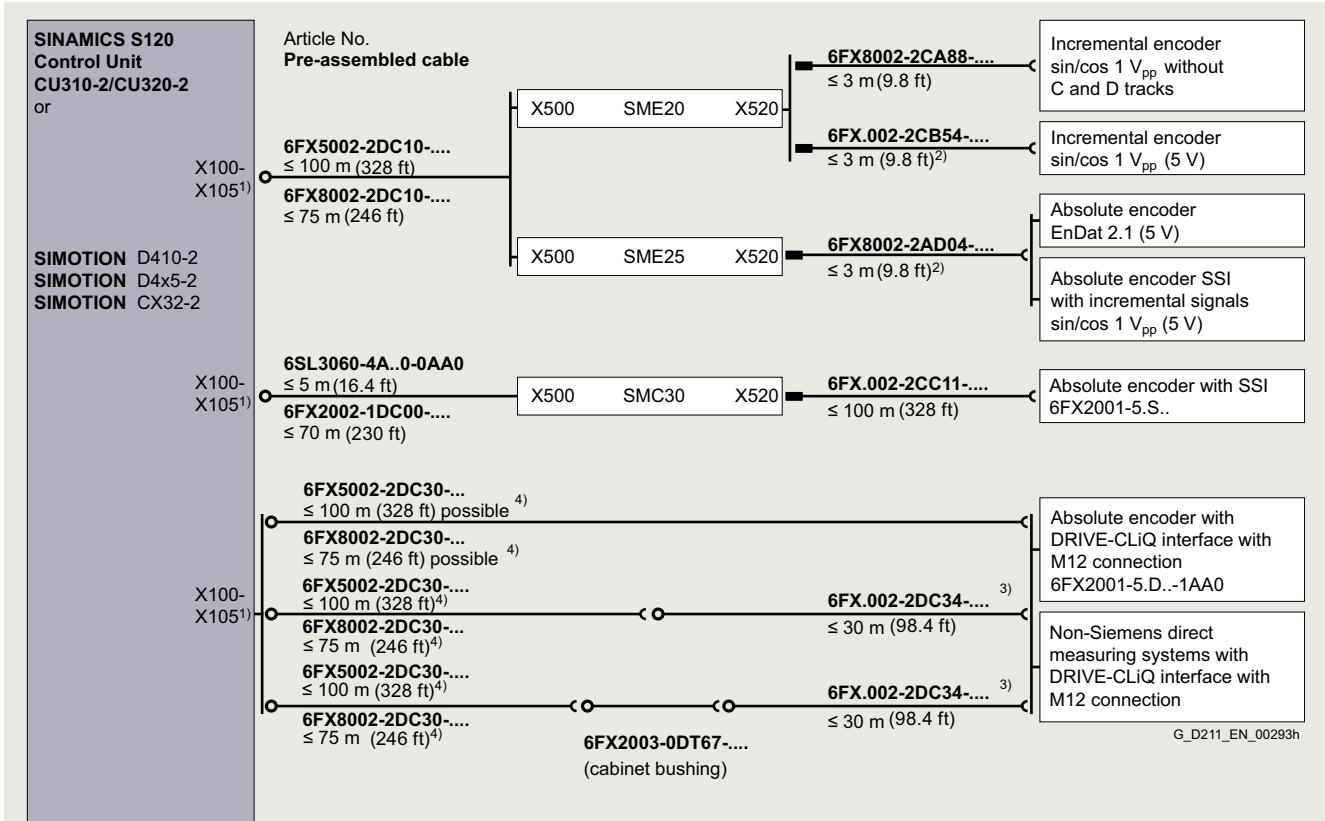 SINAMICS S120
Control Unit
CU310-2/CU320-2
or
X100-
X105¹⁾
SIMOTION D410-2
SIMOTION D4x5-2
SIMOTION CX32-2
X100-
X105¹⁾
X100-
X105¹⁾
Article No.
Pre-assembled cable
6FX5002-2DC10-....
≤ 100 m (328 ft)
6FX8002-2DC10-....
≤ 75 m (246 ft)
X500 SME20 X520
6FX8002-2CA88-....
≤ 3 m (9.8 ft)
Incremental encoder
sin/cos 1 Vpp without
C and D tracks
6FX.002-2CB54-....
≤ 3 m (9.8 ft)²⁾
Incremental encoder
sin/cos 1 Vpp (5 V)
X500 SME25 X520
6FX8002-2AD04-....
≤ 3 m (9.8 ft)²⁾
Absolute encoder
EnDat 2.1 (5 V)
Absolute encoder SSI
with incremental signals
sin/cos 1 Vpp (5 V)
6SL3060-4A..0-0AA0
≤ 5 m (16.4 ft)
6FX2002-1DC00-....
≤ 70 m (230 ft)
X500 SMC30 X520
6FX.002-2CC11-....
≤ 100 m (328 ft)
Absolute encoder with SSI
6FX2001-5.S..
6FX5002-2DC30-...
≤ 100 m (328 ft) possible ⁴⁾
6FX8002-2DC30-...
≤ 75 m (246 ft) possible ⁴⁾
6FX5002-2DC30-....
≤ 100 m (328 ft)⁴⁾
6FX8002-2DC30-...
≤ 75 m (246 ft)⁴⁾
6FX.002-2DC34-.... ³⁾
≤ 30 m (98.4 ft)
6FX5002-2DC30-....
≤ 100 m (328 ft)⁴⁾
6FX8002-2DC30-....
≤ 75 m (246 ft)⁴⁾
6FX2003-0DT67-....
(cabinet bushing)
6FX.002-2DC34-.... ³⁾
≤ 30 m (98.4 ft)
Absolute encoder with
DRIVE-CLiQ interface with
M12 connection
6FX2001-5.D..-1AA0
Non-Siemens direct
measuring systems with
DRIVE-CLiQ interface with
M12 connection
G_D211_EN_00293h